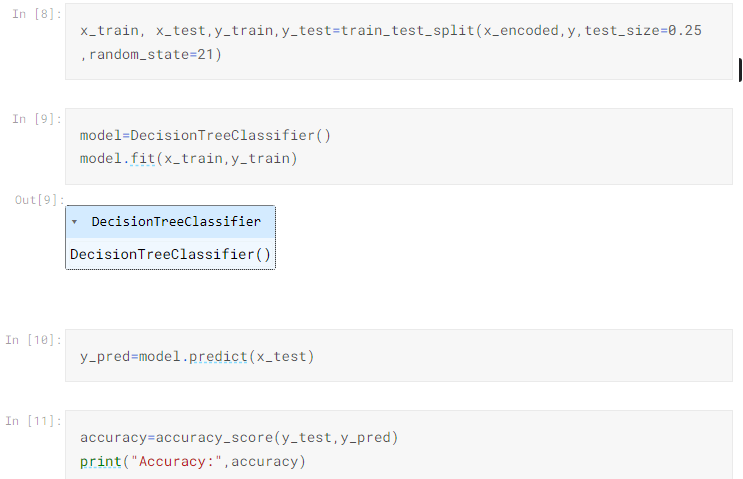 In [8]:
x_train, x_test,y_train,y_test=train_test_split(x_encoded,y,test_size=0.25
,random_state=21)
In [9]:
model=DecisionTreeClassifier()
model.fit(x_train,y_train)
Out[9]:
▾ DecisionTreeClassifier
DecisionTreeClassifier()
In [10]:
y_pred=model.predict(x_test)
In [11]:
accuracy=accuracy_score(y_test,y_pred)
print("Accuracy:",accuracy)